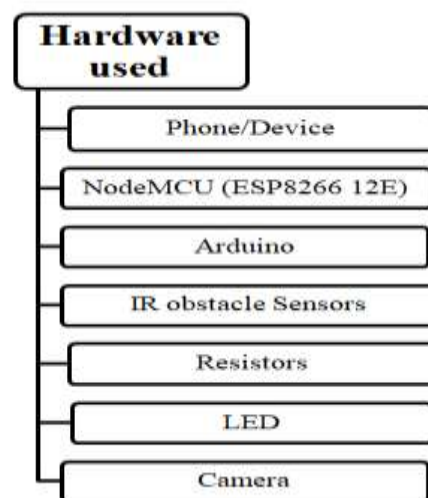 Hardware
used
Phone/Device
NodeMCU (ESP8266 12E)
Arduino
IR obstacle Sensors
Resistors
LED
Camera